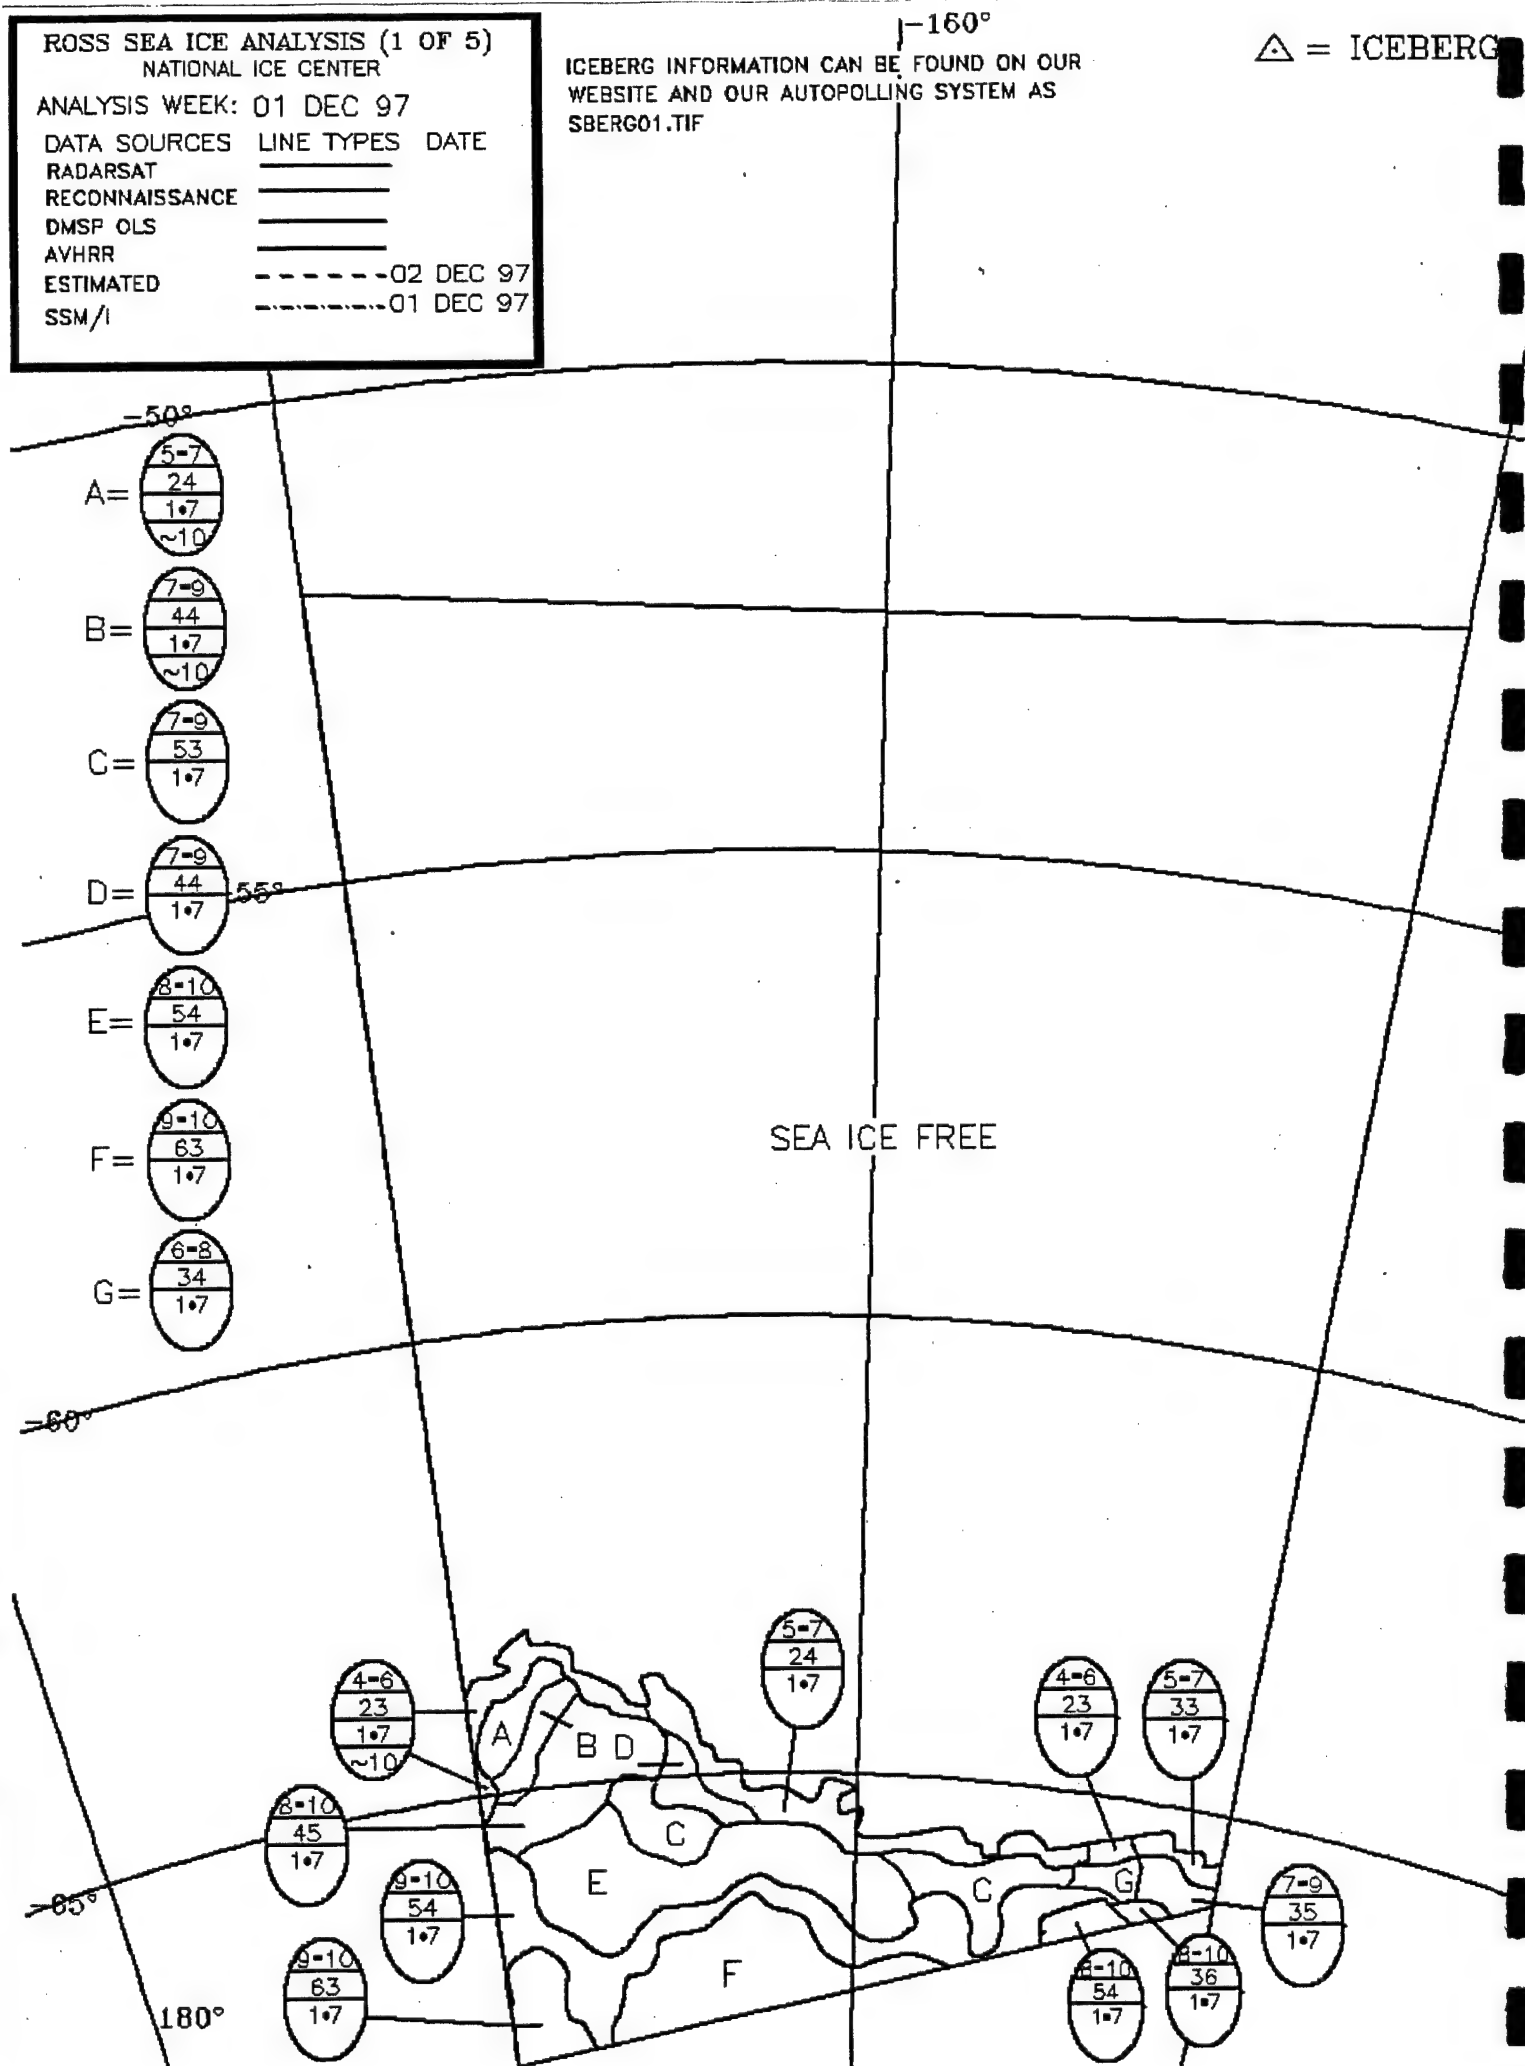 ROSS SEA ICE ANALYSIS (1 OF 5)
NATIONAL ICE CENTER
ANALYSIS WEEK: 01 DEC 97
DATA SOURCES LINE TYPES DATE
RADARSAT
RECONNAISSANCE
DMSP OLS
AVHRR
ESTIMATED 02 DEC 97
SSM/I 01 DEC 97
-160°
ICEBERG INFORMATION CAN BE FOUND ON OUR
WEBSITE AND OUR AUTOPOLLING SYSTEM AS
SBERG01.TIF
= ICEBERG
-50°
A=
5-7
24
1•7
~10
B=
7-9
44
1•7
~10
C=
7-9
53
1•7
D=
7-9
44
1•7
-55°
E=
8-10
54
1•7
F=
9-10
63
1•7
G=
6-8
34
1•7
SEA ICE FREE
-60°
5-7
24
1•7
4-6
23
1•7
~10
4-6
23
1•7
5-7
33
1•7
A
B D
8-10
45
1•7
C
E
C
G
9-10
54
1•7
7-9
35
1•7
-65°
9-10
63
1•7
F
8-10
54
1•7
8-10
36
1•7
180°